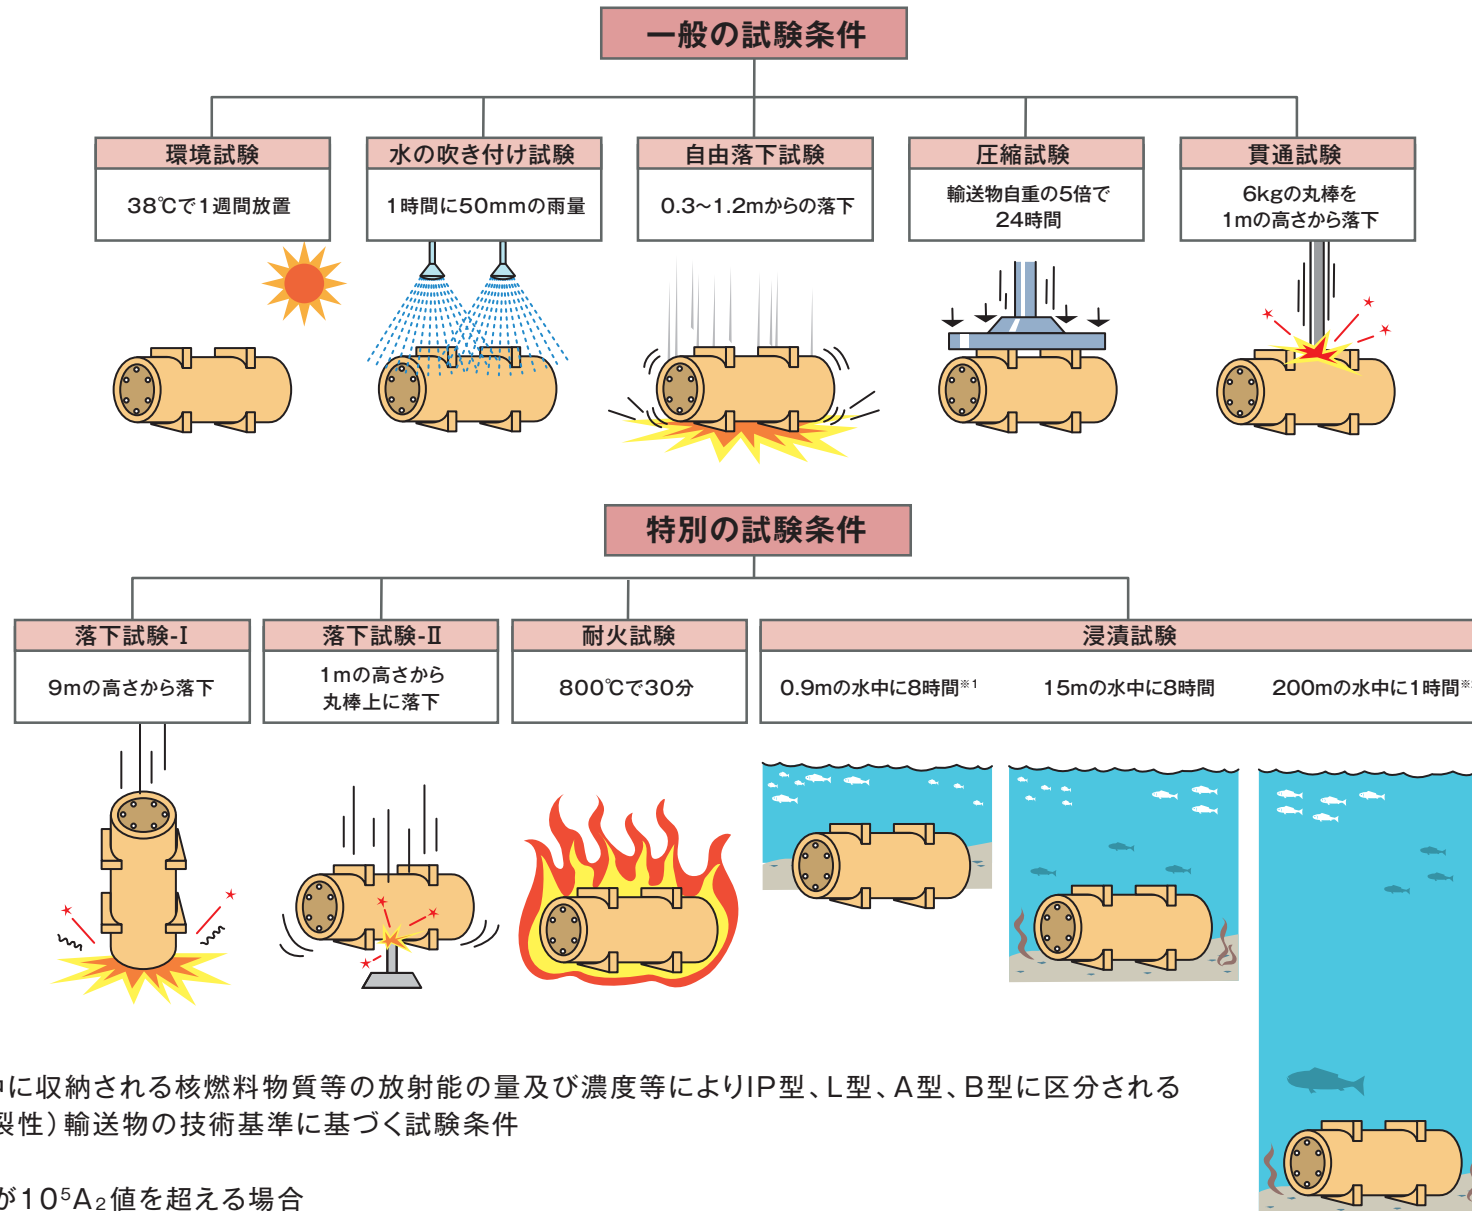 一般の試験条件
環境試験
38℃で1週間放置
水の吹き付け試験
1時間に50mmの雨量
自由落下試験
0.3〜1.2mからの落下
圧縮試験
輸送物自重の5倍で
24時間
貫通試験
6kgの丸棒を
1mの高さから落下
特別の試験条件
落下試験-Ⅰ
9mの高さから落下
落下試験-Ⅱ
1mの高さから
丸棒上に落下
耐火試験
800℃で30分
浸漬試験
0.9mの水中に8時間※1
15mの水中に8時間
200mの水中に1時間※
に収納される核燃料物質等の放射能の量及び濃度等によりIP型、L型、A型、B型に区分される
裂性）輸送物の技術基準に基づく試験条件
が10⁵A₂値を超える場合